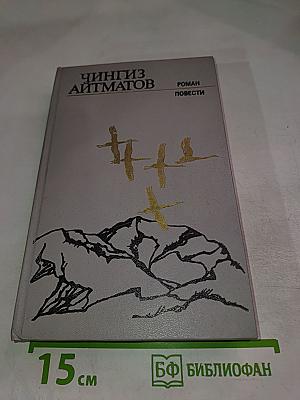 ЧИНГИЗ
АЙТМАТОВ
РОМАН
ПОВЕСТИ
15 см
БФ БИБЛИОФАН